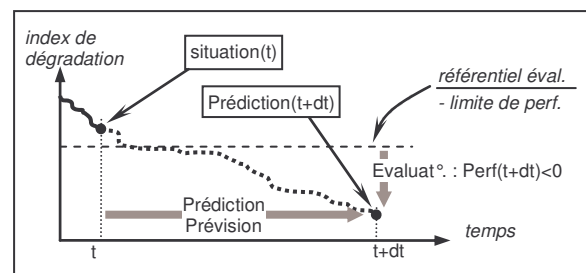 index de
dégradation
situation(t)
Prédiction(t+dt)
référentiel éval.
- limite de perf.
Evaluat°. : Perf(t+dt)<0
Prédiction
Prévision
t
t+dt
temps